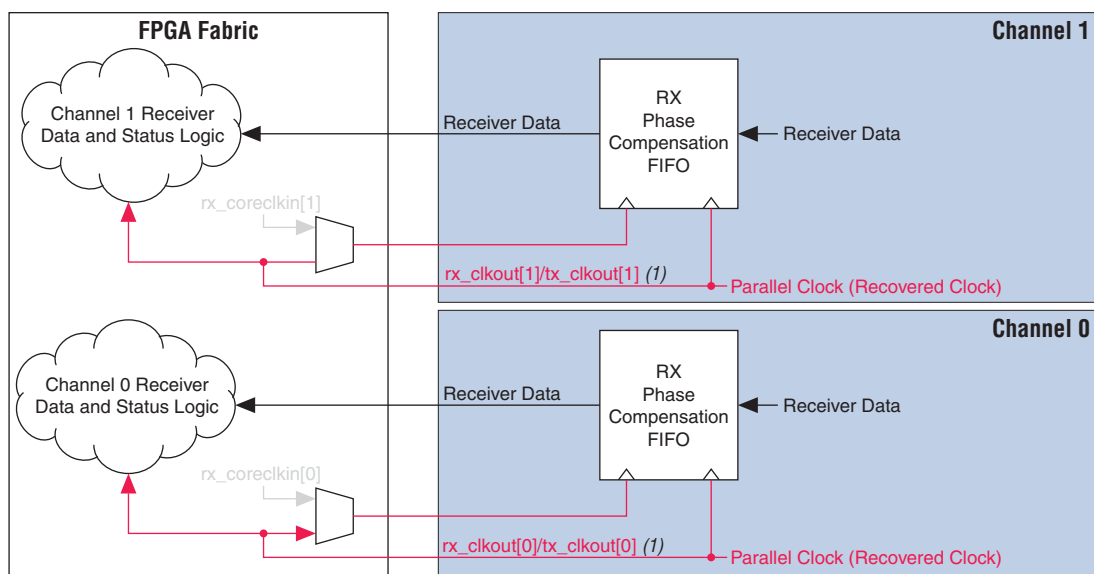 FPGA Fabric
Channel 1
Channel 1 Receiver
Data and Status Logic
Receiver Data
RX
Phase
Compensation
FIFO
Receiver Data
rx_coreclkin[1]
rx_clkout[1]/tx_clkout[1] (1)
Parallel Clock (Recovered Clock)
Channel 0
Channel 0 Receiver
Data and Status Logic
Receiver Data
RX
Phase
Compensation
FIFO
Receiver Data
rx_coreclkin[0]
rx_clkout[0]/tx_clkout[0] (1)
Parallel Clock (Recovered Clock)